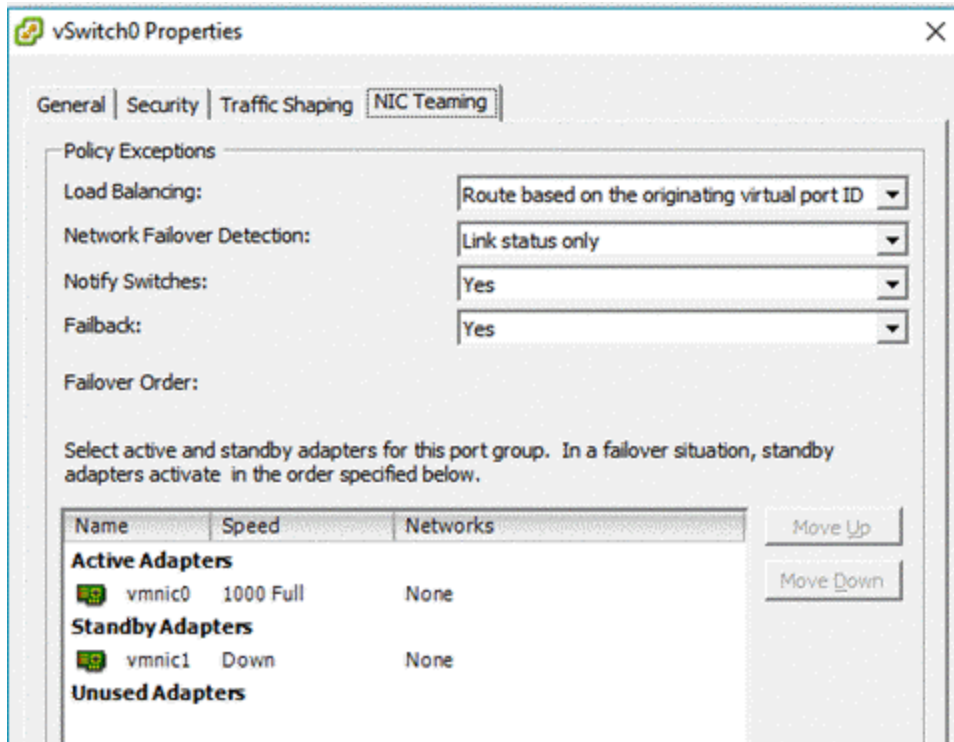 vSwitch0 Properties
General Security Traffic Shaping NIC Teaming
Policy Exceptions
Load Balancing: Route based on the originating virtual port ID
Network Failover Detection: Link status only
Notify Switches: Yes
Failback: Yes
Failover Order:
Select active and standby adapters for this port group. In a failover situation, standby
adapters activate in the order specified below.
Name Speed Networks Move Up
Active Adapters Move Down
vmnic0 1000 Full None
Standby Adapters
vmnic1 Down None
Unused Adapters